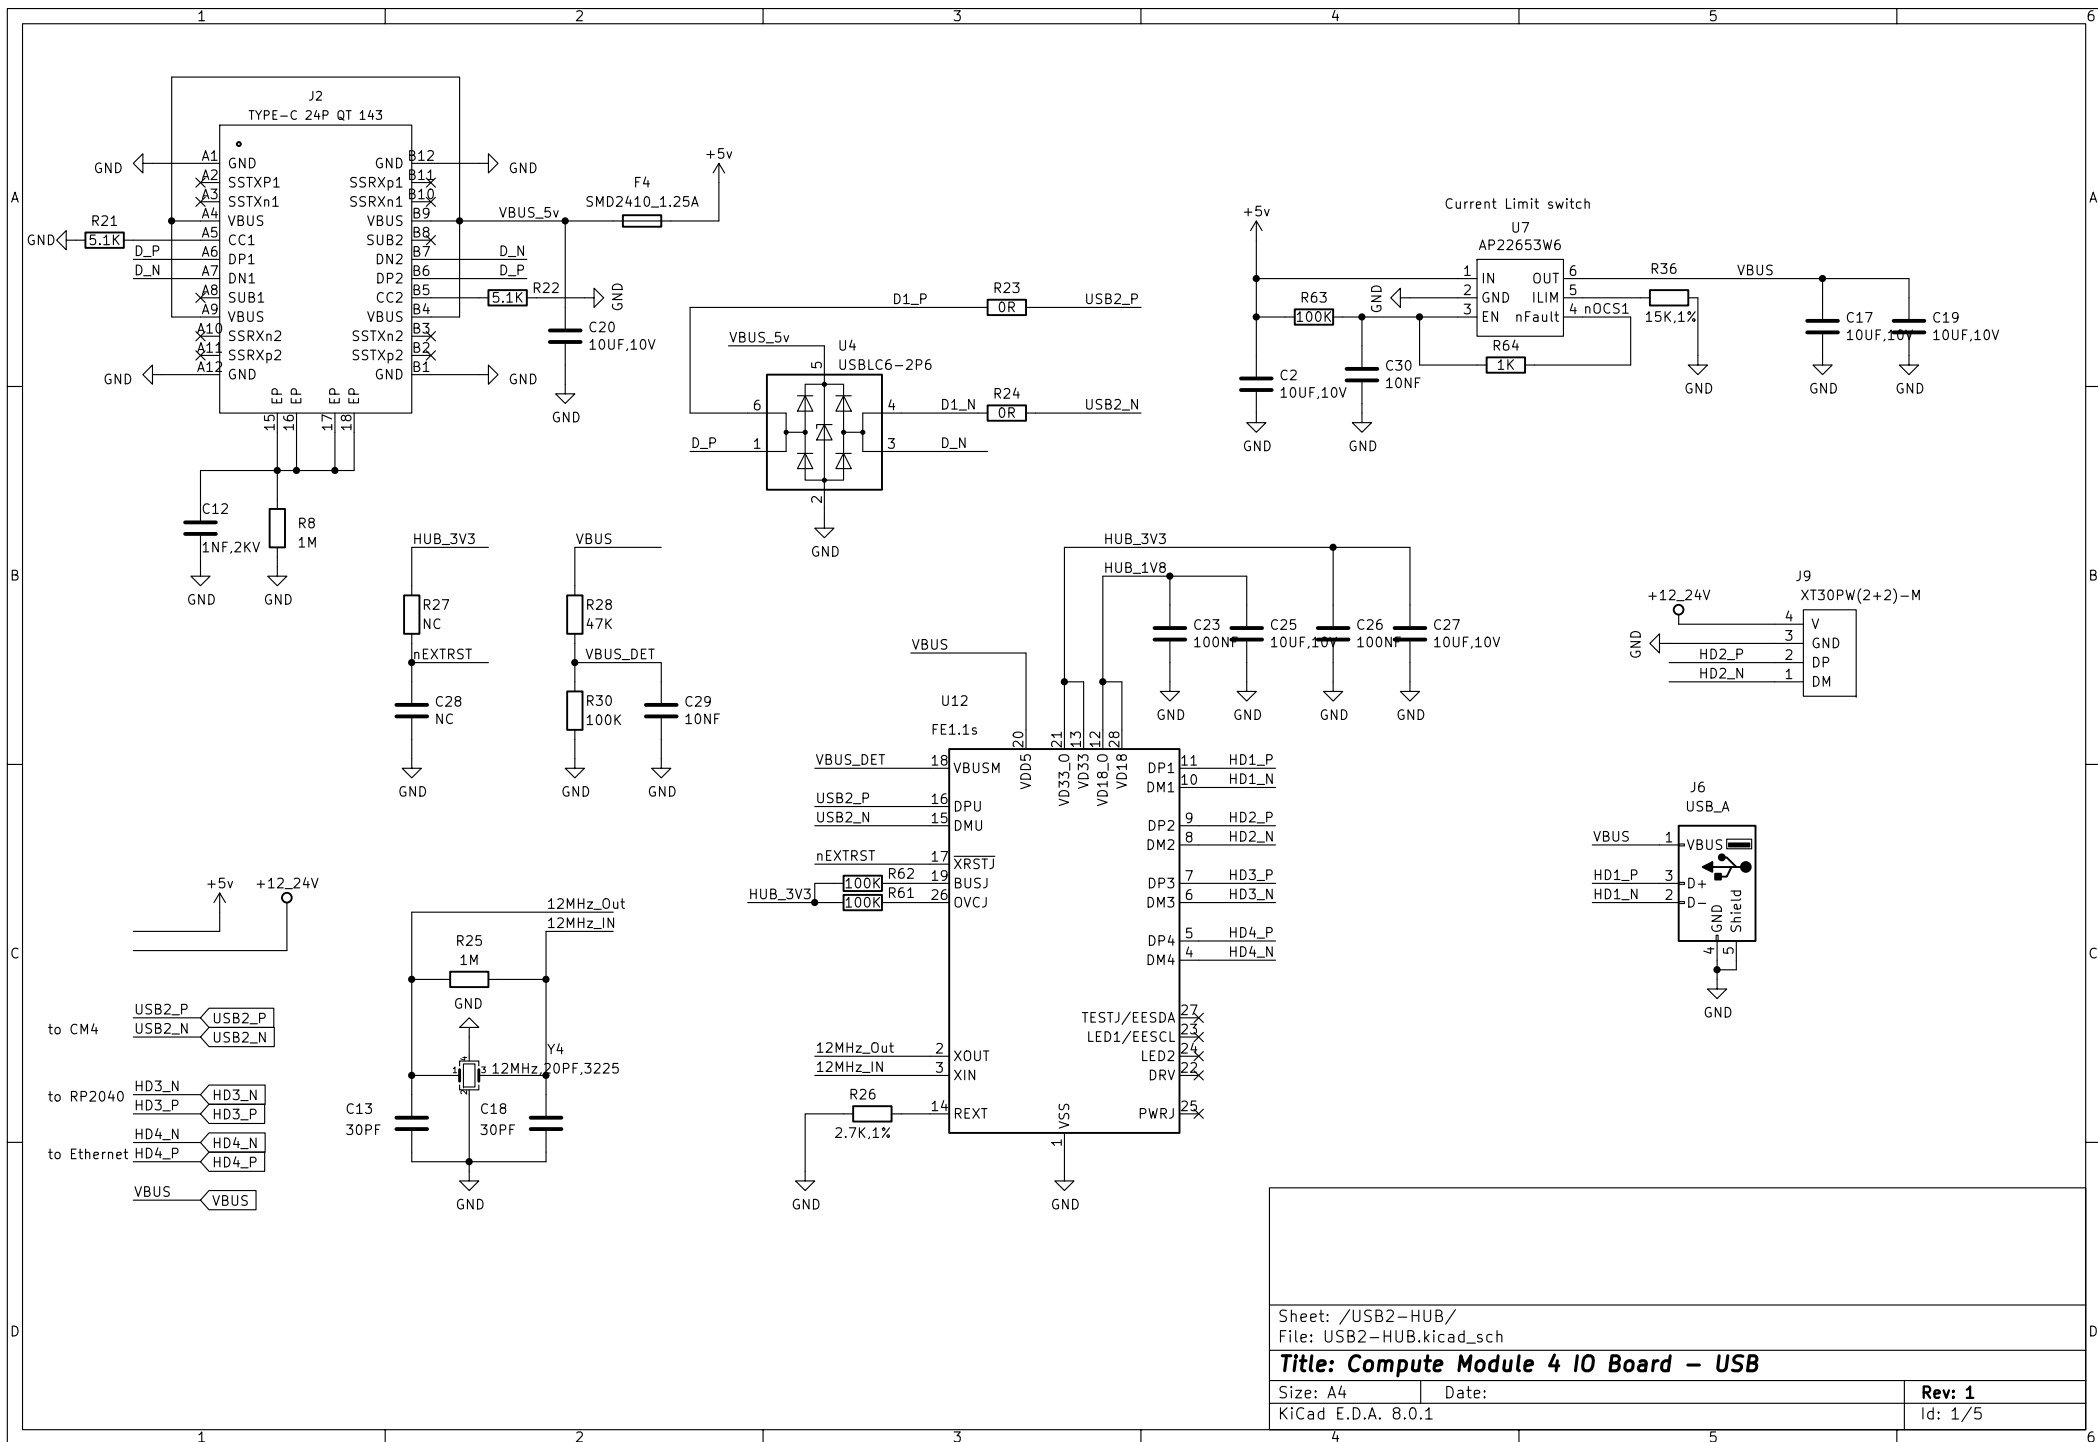 1 2 3 4 5 6
A
B
C
D
J2
TYPE-C 24P QT 143
A1 GND
A2 SSTXP1
A3 SSTXn1
A4 VBUS
A5 CC1
A6 DP1
A7 DN1
A8 SUB1
A9 VBUS
A10 SSRXn2
A11 SSRXp2
A12 GND
GND B12
SSRXp1 B11
SSRXn1 B10
VBUS B9
SUB2 B8
DN2 B7
DP2 B6
CC2 B5
VBUS B4
SSTXn2 B3
SSTXp2 B2
GND B1
EP EP EP EP
15 16 17 18
GND
GND
GND
GND
R21
GND 5.1K
D_P
D_N
VBUS_5v
D_N
D_P
5.1K R22
GND
F4
SMD2410_1.25A
+5v
C20
10UF,10V
GND
C12
1NF,2KV
GND
R8
1M
GND
D1_P
R23
0R
USB2_P
VBUS_5v
U4
USBLC6-2P6
5
6
4
D1_N
R24
0R
USB2_N
D_P
1
3
D_N
2
GND
Current Limit switch
U7
AP22653W6
+5v
1 IN
2 GND
3 EN
OUT 6
ILIM 5
nFault 4
nOCS1
GND
R63
100K
R36
15K,1%
VBUS
R64
1K
C2
10UF,10V
GND
C30
10NF
GND
GND
C17
10UF,10V
GND
C19
10UF,10V
GND
HUB_3V3
R27
NC
nEXTRST
C28
NC
GND
VBUS
R28
47K
VBUS_DET
R30
100K
GND
C29
10NF
GND
HUB_3V3
HUB_1V8
VBUS
C23
100NF
GND
C25
10UF,10V
GND
C26
100NF
GND
C27
10UF,10V
GND
U12
FE1.1s
20 VDD5
21 VD33_O
13 VD33
12 VD18_O
28 VD18
VBUS_DET 18 VBUSM
USB2_P 16 DPU
USB2_N 15 DMU
nEXTRST 17 XRSTJ
100K R62 19 BUSJ
HUB_3V3 100K R61 26 OVCJ
12MHz_Out 2 XOUT
12MHz_IN 3 XIN
R26
2.7K,1%
14 REXT
GND
DP1 11 HD1_P
DM1 10 HD1_N
DP2 9 HD2_P
DM2 8 HD2_N
DP3 7 HD3_P
DM3 6 HD3_N
DP4 5 HD4_P
DM4 4 HD4_N
TESTJ/EESDA 27
LED1/EESCL 23
LED2 24
DRV 22
PWRJ 25
VSS
1
GND
J9
XT30PW(2+2)-M
+12_24V
4 V
GND 3 GND
HD2_P 2 DP
HD2_N 1 DM
J6
USB_A
VBUS 1 VBUS
HD1_P 3 D+
HD1_N 2 D-
GND
Shield
4 5
GND
+5v +12_24V
to CM4
USB2_P USB2_P
USB2_N USB2_N
to RP2040
HD3_N HD3_N
HD3_P HD3_P
to Ethernet
HD4_N HD4_N
HD4_P HD4_P
VBUS VBUS
12MHz_Out
12MHz_IN
R25
1M
GND
Y4
12MHz,20PF,3225
1 2 3 4
C13
30PF
C18
30PF
GND
Sheet: /USB2-HUB/
File: USB2-HUB.kicad_sch
Title: Compute Module 4 IO Board - USB
Size: A4 Date: Rev: 1
KiCad E.D.A. 8.0.1 Id: 1/5
A
B
C
D
1 2 3 4 5 6